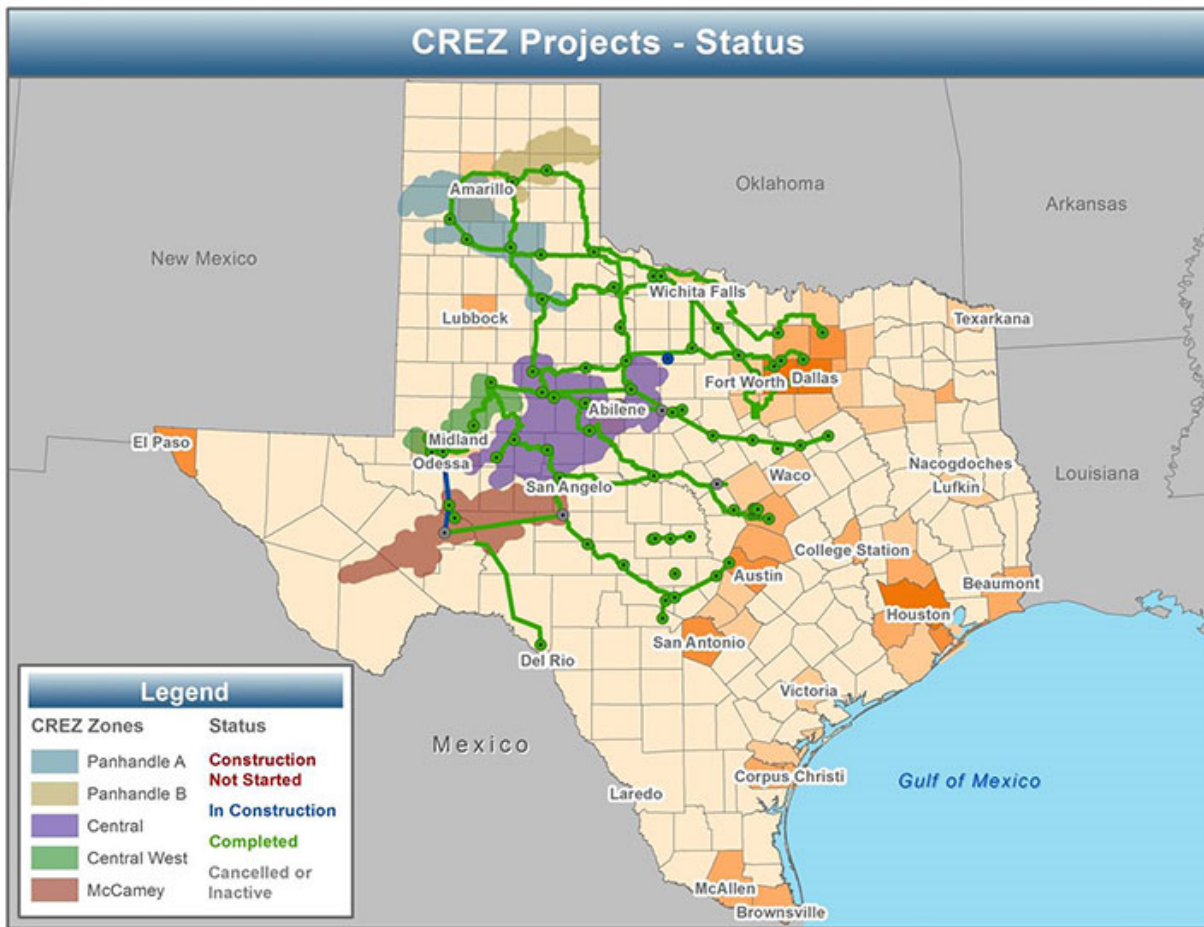 CREZ Projects - Status
Oklahoma
Arkansas
Amarillo
New Mexico
Wichita Falls
Lubbock
Texarkana
Fort Worth
Dallas
Abilene
El Paso
Midland
Odessa
Nacogdoches
Louisiana
Waco
Lufkin
San Angelo
College Station
Austin
Beaumont
Houston
San Antonio
Del Rio
Victoria
Mexico
Corpus Christi
Gulf of Mexico
Laredo
McAllen
Brownsville
Legend
CREZ Zones
Panhandle A
Panhandle B
Central
Central West
McCamey
Status
Construction
Not Started
In Construction
Completed
Cancelled or
Inactive